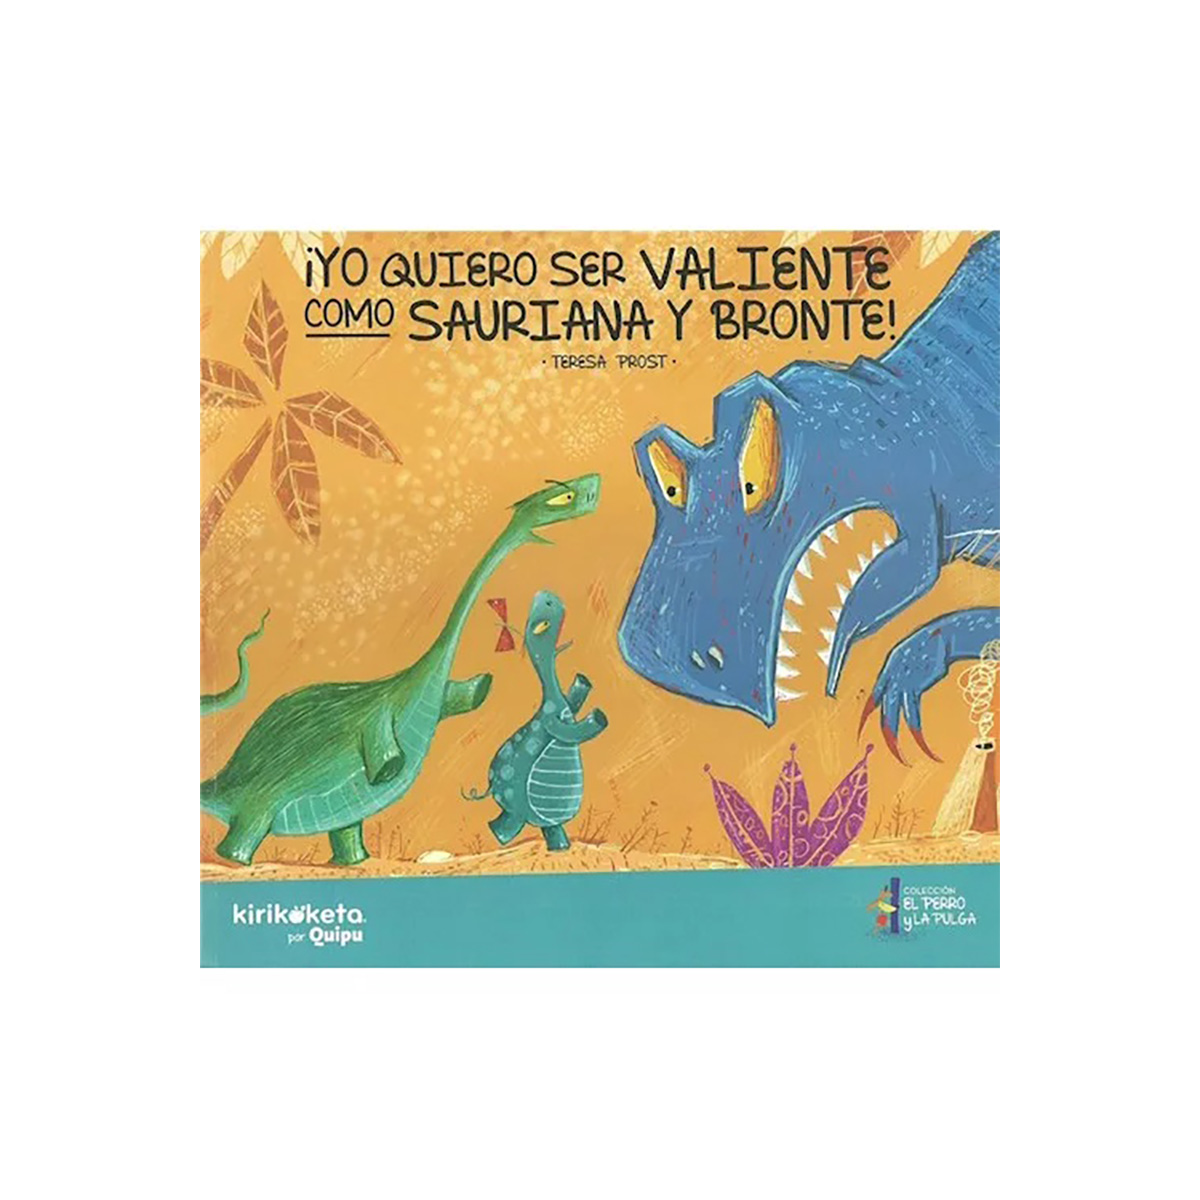 ¡YO QUIERO SER VALIENTE
COMO SAURIANA Y BRONTE!
• TERESA PROST •
kirikoketa
por Quipu
COLECCIÓN
EL PERRO
y LA PULGA